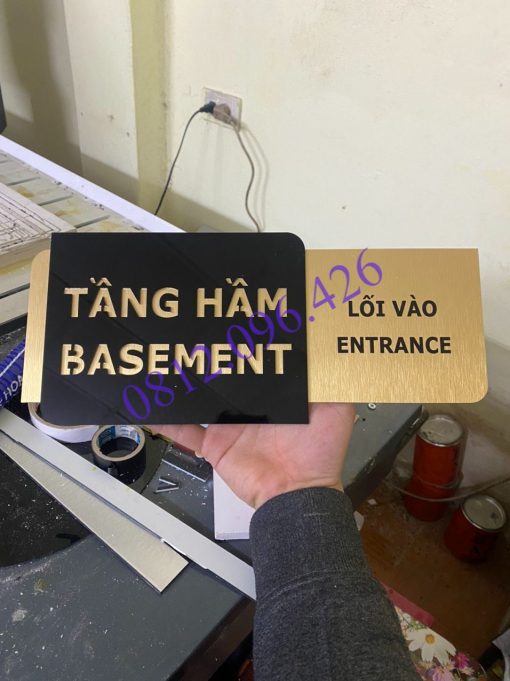 TẦNG HẦM
BASEMENT
LỐI VÀO
ENTRANCE
0812.096.426